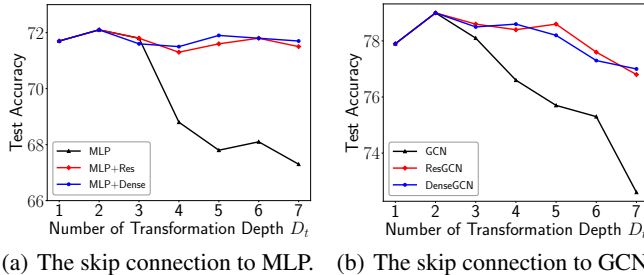 72
70
68
66
Test Accuracy
MLP
MLP+Res
MLP+Dense
1 2 3 4 5 6 7
Number of Transformation Depth D_t
(a) The skip connection to MLP.
78
76
74
Test Accuracy
GCN
ResGCN
DenseGCN
1 2 3 4 5 6 7
Number of Transformation Depth D_t
(b) The skip connection to GCN